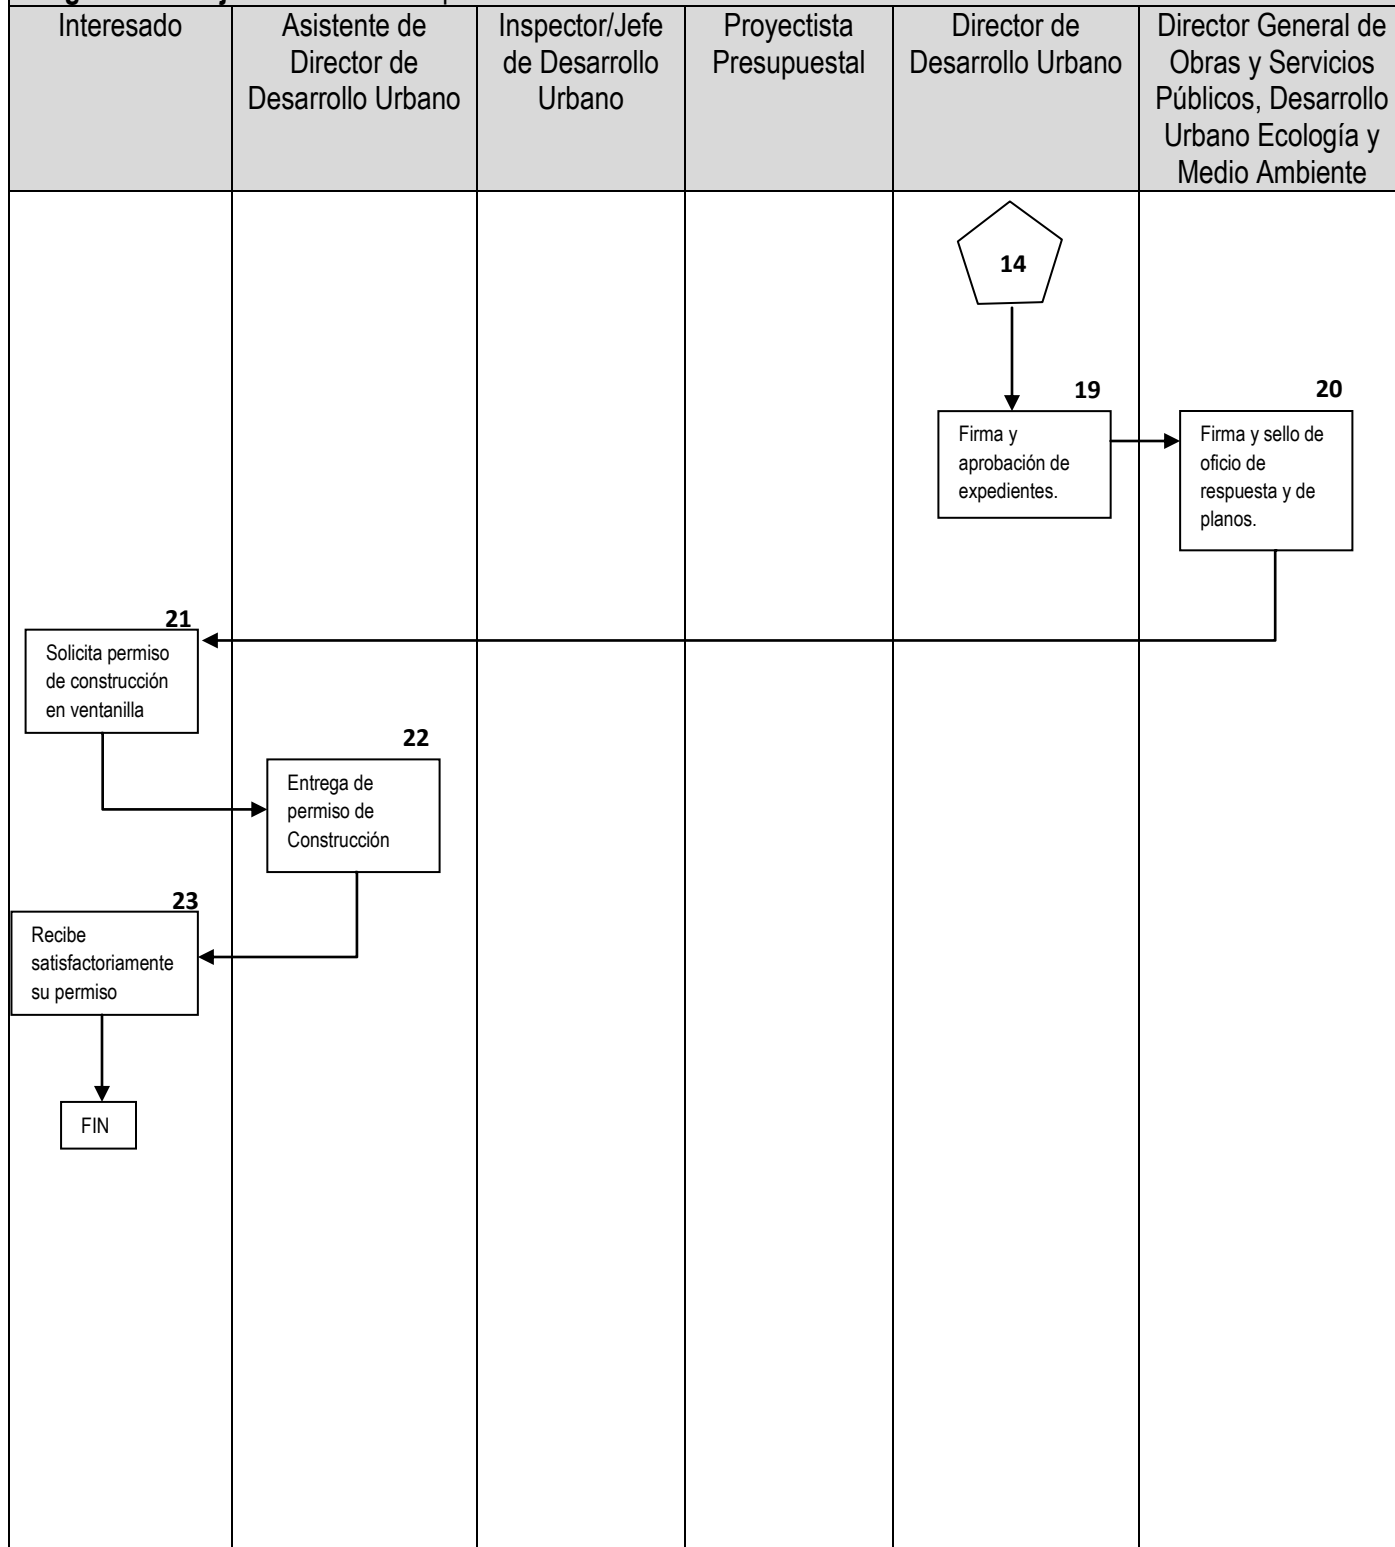 Interesado
Asistente de
Director de
Desarrollo Urbano
Inspector/Jefe
de Desarrollo
Urbano
Proyectista
Presupuestal
Director de
Desarrollo Urbano
Director General de
Obras y Servicios
Públicos, Desarrollo
Urbano Ecología y
Medio Ambiente
14
19
Firma y
aprobación de
expedientes.
20
Firma y sello de
oficio de
respuesta y de
planos.
21
Solicita permiso
de construcción
en ventanilla
22
Entrega de
permiso de
Construcción
23
Recibe
satisfactoriamente
su permiso
FIN